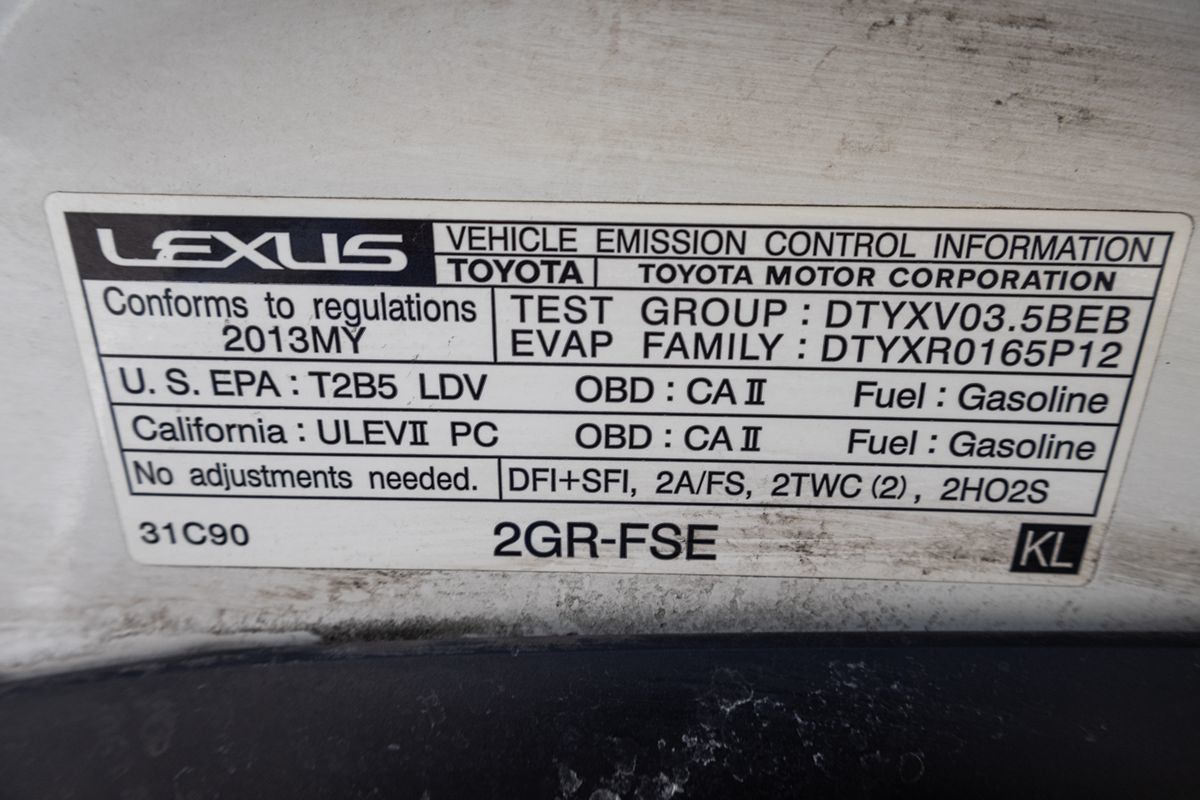 LEXUS VEHICLE EMISSION CONTROL INFORMATION
TOYOTA TOYOTA MOTOR CORPORATION
Conforms to regulations
2013MY
TEST GROUP : DTYXV03.5BEB
EVAP FAMILY : DTYXR0165P12
U. S. EPA : T2B5 LDV OBD : CA II Fuel : Gasoline
California : ULEVII PC OBD : CA II Fuel : Gasoline
No adjustments needed. DFI+SFI, 2A/FS, 2TWC (2), 2HO2S
31C90 2GR-FSE KL